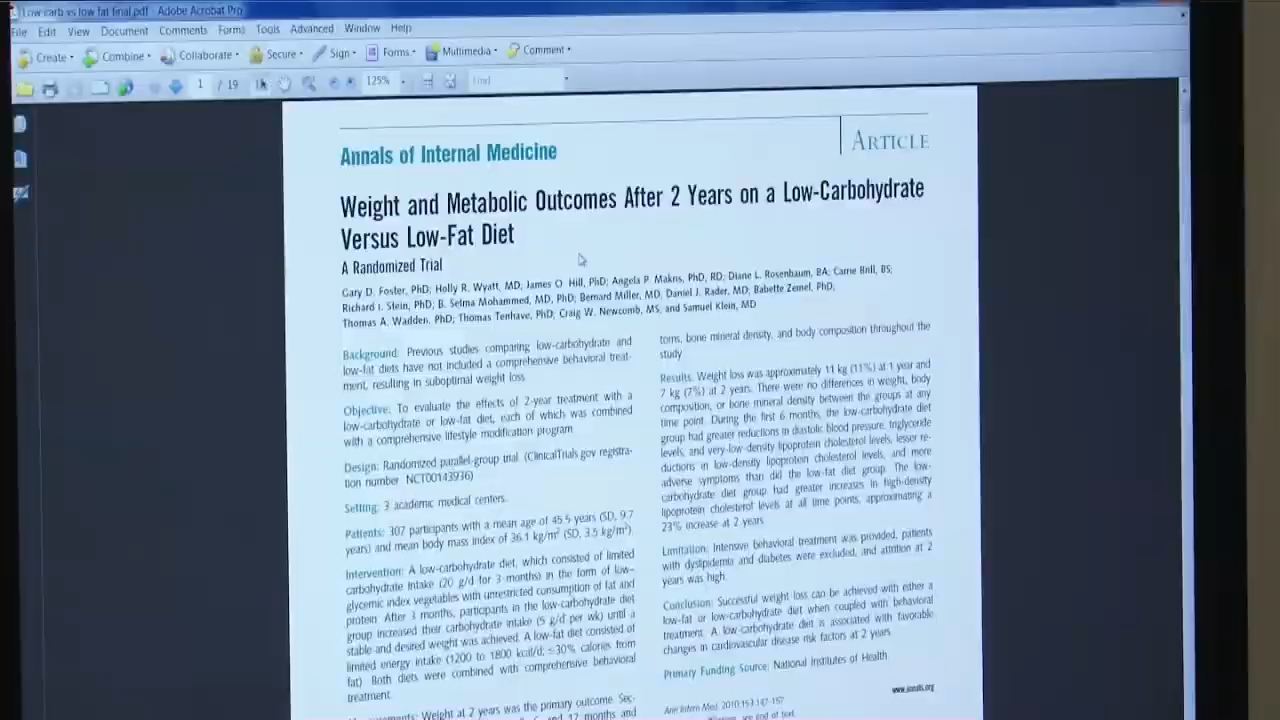 Low carb vs low fat final.pdf - Adobe Acrobat Pro
File Edit View Document Comments Forms Tools Advanced Window Help
Create Combine Collaborate Secure Sign Forms Multimedia Comment
1 / 19 125% Find
Annals of Internal Medicine
ARTICLE
Weight and Metabolic Outcomes After 2 Years on a Low-Carbohydrate
Versus Low-Fat Diet
A Randomized Trial
Gary D. Foster, PhD; Holly R. Wyatt, MD; James O. Hill, PhD; Angela P. Makris, PhD, RD; Diane L. Rosenbaum, BA; Carrie Brill, BS;
Richard I. Stein, PhD; B. Selma Mohammed, MD, PhD; Bernard Miller, MD; Daniel J. Rader, MD; Babette Zemel, PhD;
Thomas A. Wadden, PhD; Thomas Tenhave, PhD; Craig W. Newcomb, MS; and Samuel Klein, MD
Background: Previous studies comparing low-carbohydrate and
low-fat diets have not included a comprehensive behavioral treat-
ment, resulting in suboptimal weight loss.
Objective: To evaluate the effects of 2-year treatment with a
low-carbohydrate or low-fat diet, each of which was combined
with a comprehensive lifestyle modification program.
Design: Randomized parallel-group trial. (ClinicalTrials.gov registra-
tion number NCT00143936)
Setting: 3 academic medical centers.
Patients: 307 participants with a mean age of 45.5 years (SD, 9.7
years) and mean body mass index of 36.1 kg/m² (SD, 3.5 kg/m²).
Intervention: A low-carbohydrate diet, which consisted of limited
carbohydrate intake (20 g/d for 3 months) in the form of low-
glycemic index vegetables with unrestricted consumption of fat and
protein. After 3 months, participants in the low-carbohydrate diet
group increased their carbohydrate intake (5 g/d per wk) until a
stable and desired weight was achieved. A low-fat diet consisted of
limited energy intake (1200 to 1800 kcal/d; ≤30% calories from
fat). Both diets were combined with comprehensive behavioral
treatment.
Weight at 2 years was the primary outcome. Sec-
12 months and
toms, bone mineral density, and body composition throughout the
study.
Results: Weight loss was approximately 11 kg (11%) at 1 year and
7 kg (7%) at 2 years. There were no differences in weight, body
composition, or bone mineral density between the groups at any
time point. During the first 6 months, the low-carbohydrate diet
group had greater reductions in diastolic blood pressure, triglyceride
levels, and very-low-density lipoprotein cholesterol levels, lesser re-
ductions in low-density lipoprotein cholesterol levels, and more
adverse symptoms than did the low-fat diet group. The low-
carbohydrate diet group had greater increases in high-density
lipoprotein cholesterol levels at all time points, approximating a
23% increase at 2 years.
Limitation: Intensive behavioral treatment was provided, patients
with dyslipidemia and diabetes were excluded, and attrition at 2
years was high.
Conclusion: Successful weight loss can be achieved with either a
low-fat or low-carbohydrate diet when coupled with behavioral
treatment. A low-carbohydrate diet is associated with favorable
changes in cardiovascular disease risk factors at 2 years.
Primary Funding Source: National Institutes of Health.
Ann Intern Med. 2010;153:147-157.
www.annals.org
end of text.